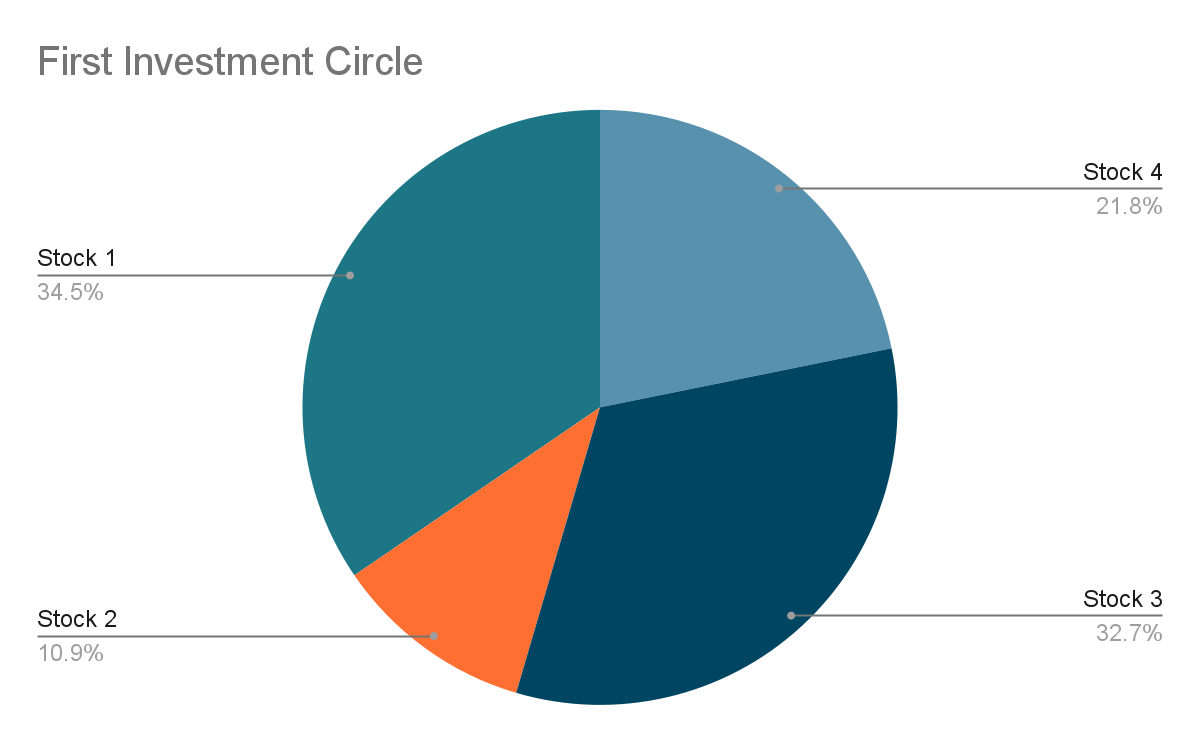 First Investment Circle
Stock 4
21.8%
Stock 1
34.5%
Stock 3
32.7%
Stock 2
10.9%